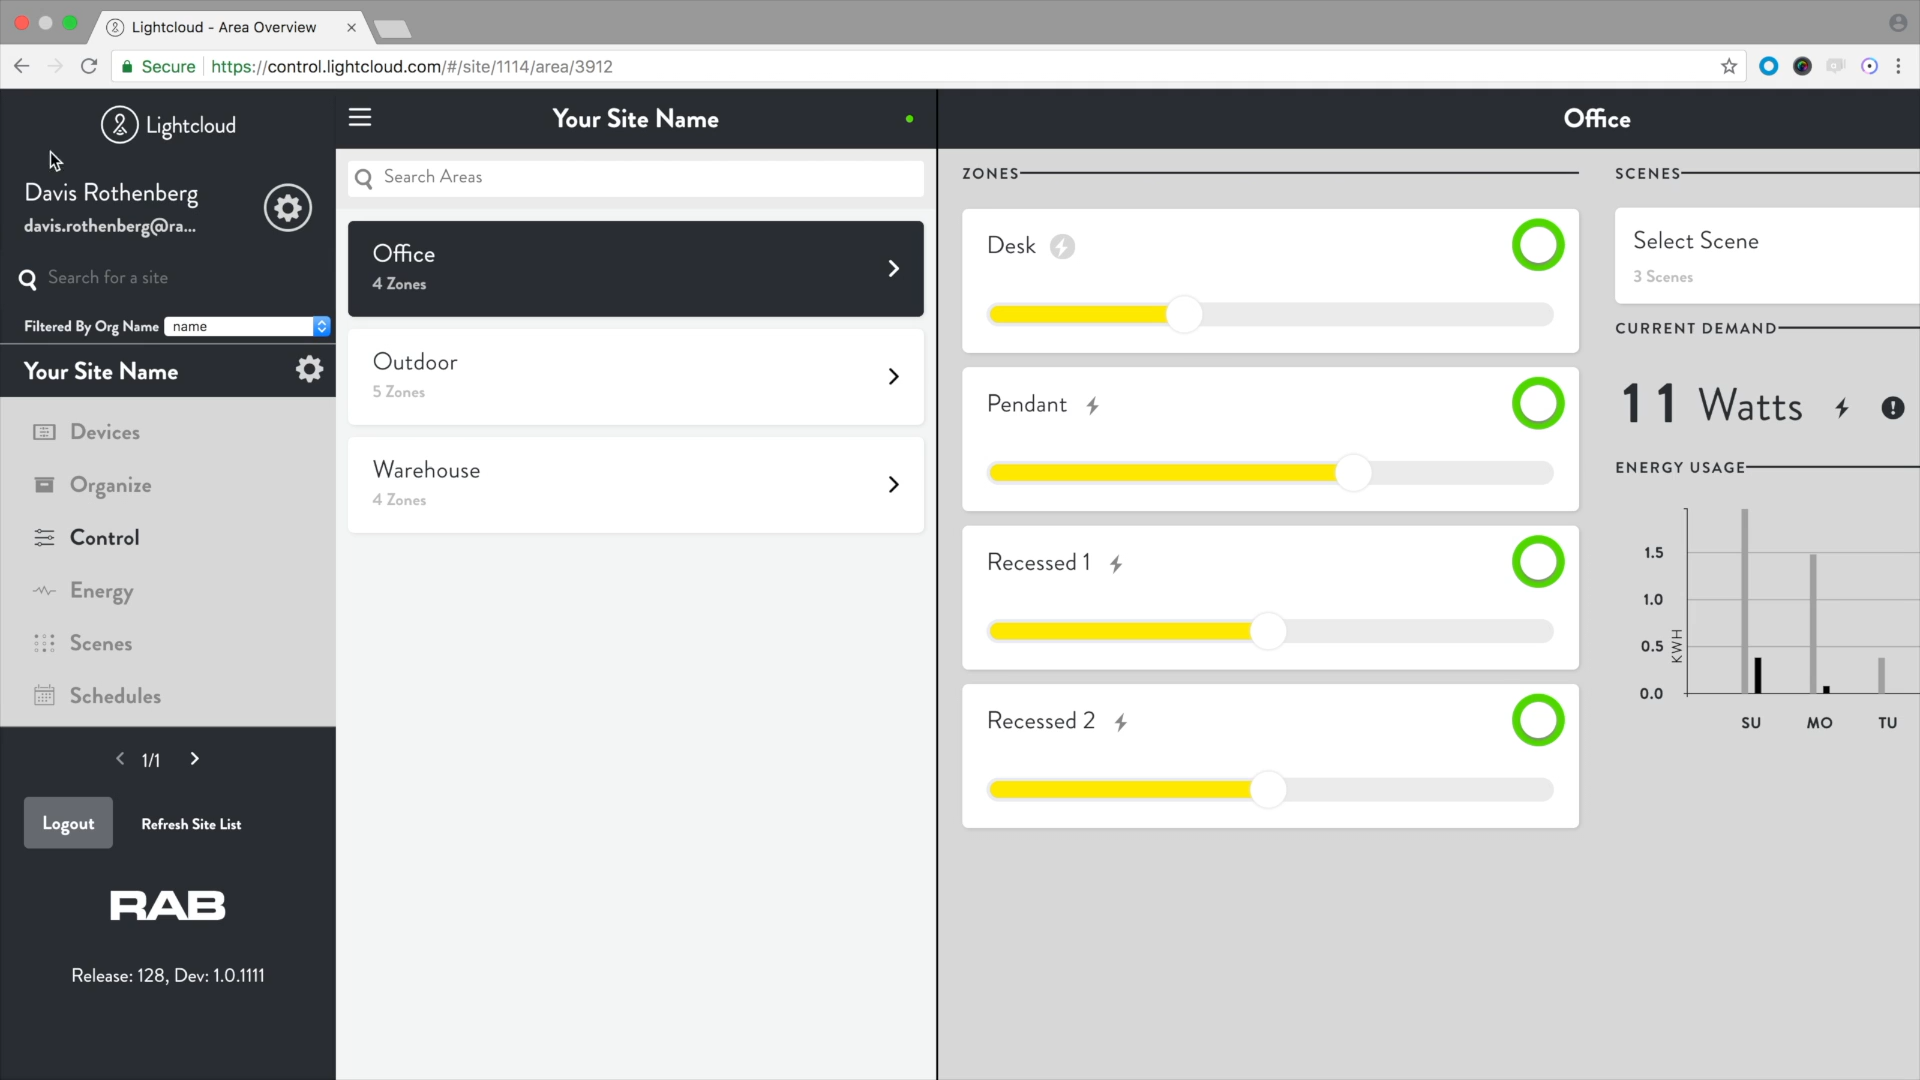 Lightcloud - Area Overview
Secure
https://control.lightcloud.com/#/site/1114/area/3912
Lightcloud
Davis Rothenberg
davis.rothenberg@ra...
Search for a site
Filtered By Org Name name
Your Site Name
Devices
Organize
Control
Energy
Scenes
Schedules
1/1
Logout
Refresh Site List
RAB
Release: 128, Dev: 1.0.1111
Your Site Name
Search Areas
Office
4 Zones
Outdoor
5 Zones
Warehouse
4 Zones
Office
ZONES
Desk
Pendant
Recessed 1
Recessed 2
SCENES
Select Scene
3 Scenes
CURRENT DEMAND
11 Watts
ENERGY USAGE
1.5
1.0
0.5
0.0
KWH
SU MO TU